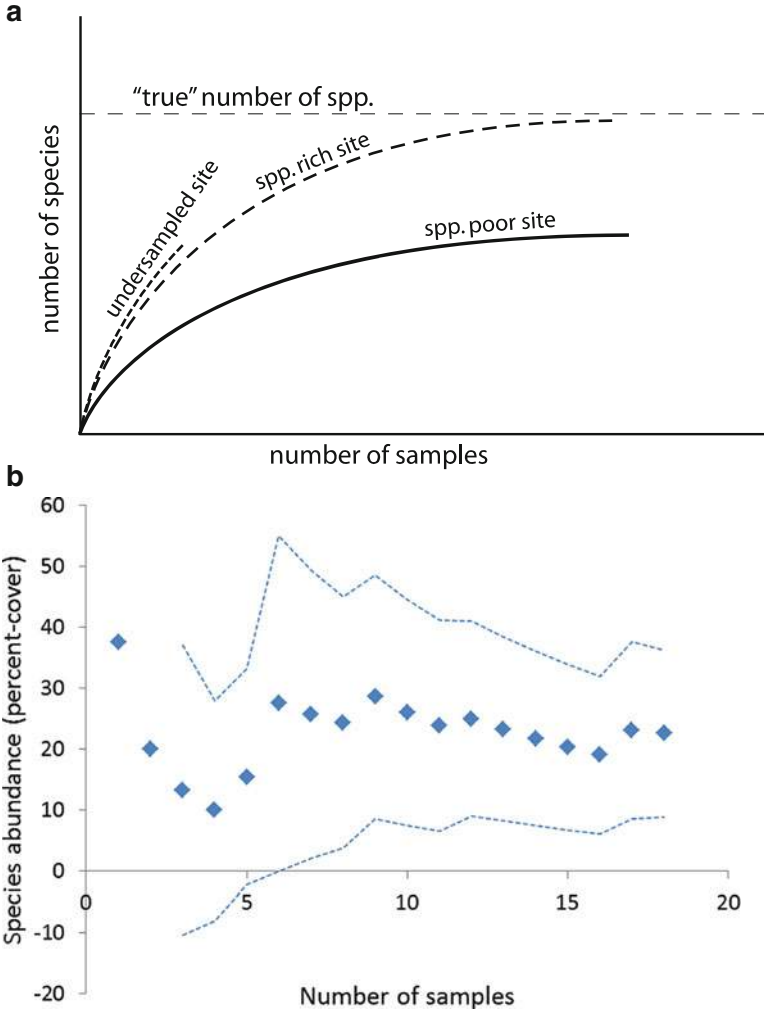 a
"true" number of spp.
spp. rich site
undersampled site
spp. poor site
number of species
number of samples
b
60
50
40
30
20
10
0
-10
-20
0
5
10
15
20
Species abundance (percent-cover)
Number of samples